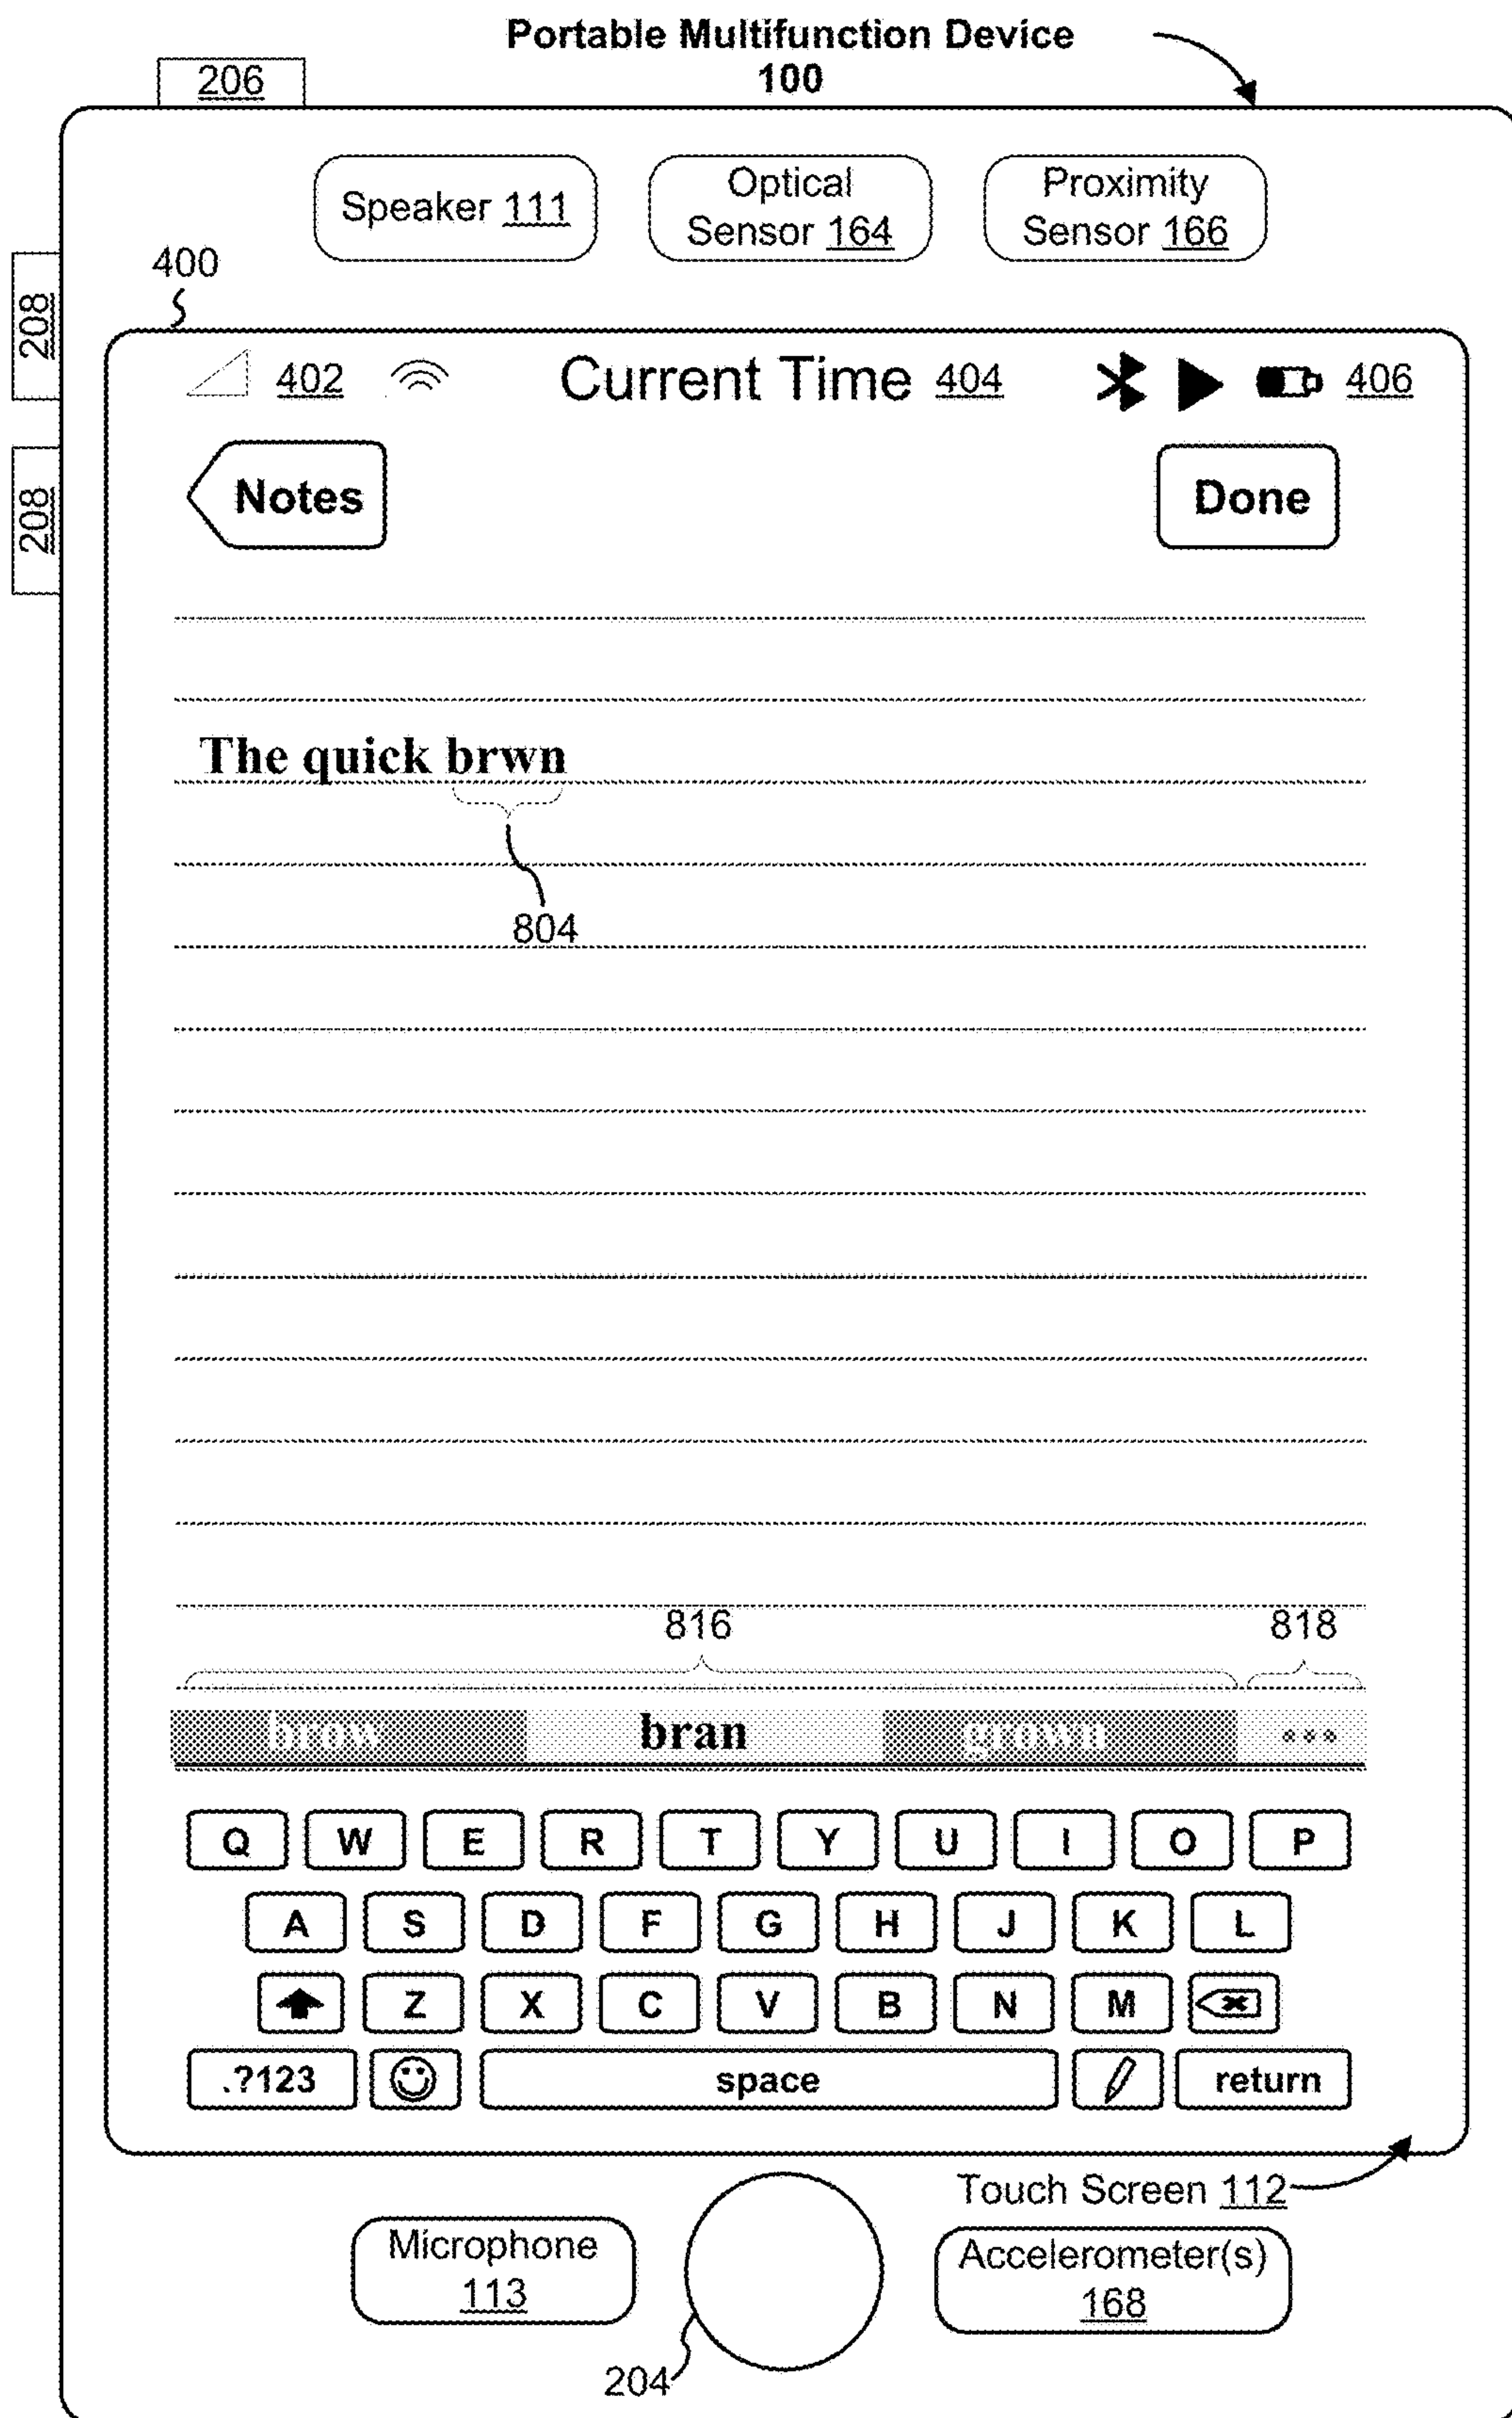 Portable Multifunction Device
100
206
Speaker 111
Optical
Sensor 164
Proximity
Sensor 166
400
208
402
Current Time 404
406
Notes
Done
208
The quick brwn
804
816
818
brow
bran
grown
Q W E R T Y U I O P
A S D F G H J K L
Z X C V B N M
.?123
space
return
Touch Screen 112
Microphone
113
Accelerometer(s)
168
204